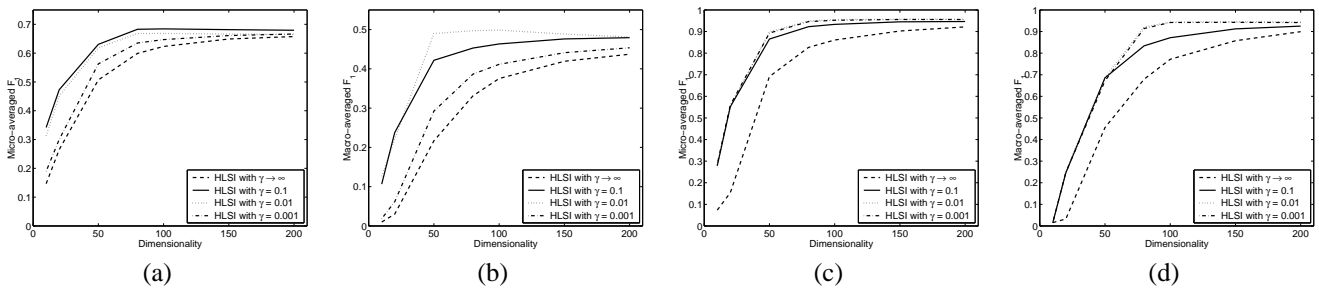 Micro−averaged F1
0.7
0.6
0.5
0.4
0.3
0.2
0.1
0
0 50 100 150 200
Dimensionality
HLSI with γ → ∞
HLSI with γ = 0.1
HLSI with γ = 0.01
HLSI with γ = 0.001
(a)
Macro−averaged F1
0.5
0.4
0.3
0.2
0.1
0
0 50 100 150 200
Dimensionality
HLSI with γ → ∞
HLSI with γ = 0.1
HLSI with γ = 0.01
HLSI with γ = 0.001
(b)
Micro−averaged F1
1
0.9
0.8
0.7
0.6
0.5
0.4
0.3
0.2
0.1
0
0 50 100 150 200
Dimensionality
HLSI with γ → ∞
HLSI with γ = 0.1
HLSI with γ = 0.01
HLSI with γ = 0.001
(c)
Macro−averaged F1
1
0.9
0.8
0.7
0.6
0.5
0.4
0.3
0.2
0.1
0
0 50 100 150 200
Dimensionality
HLSI with γ → ∞
HLSI with γ = 0.1
HLSI with γ = 0.01
HLSI with γ = 0.001
(d)